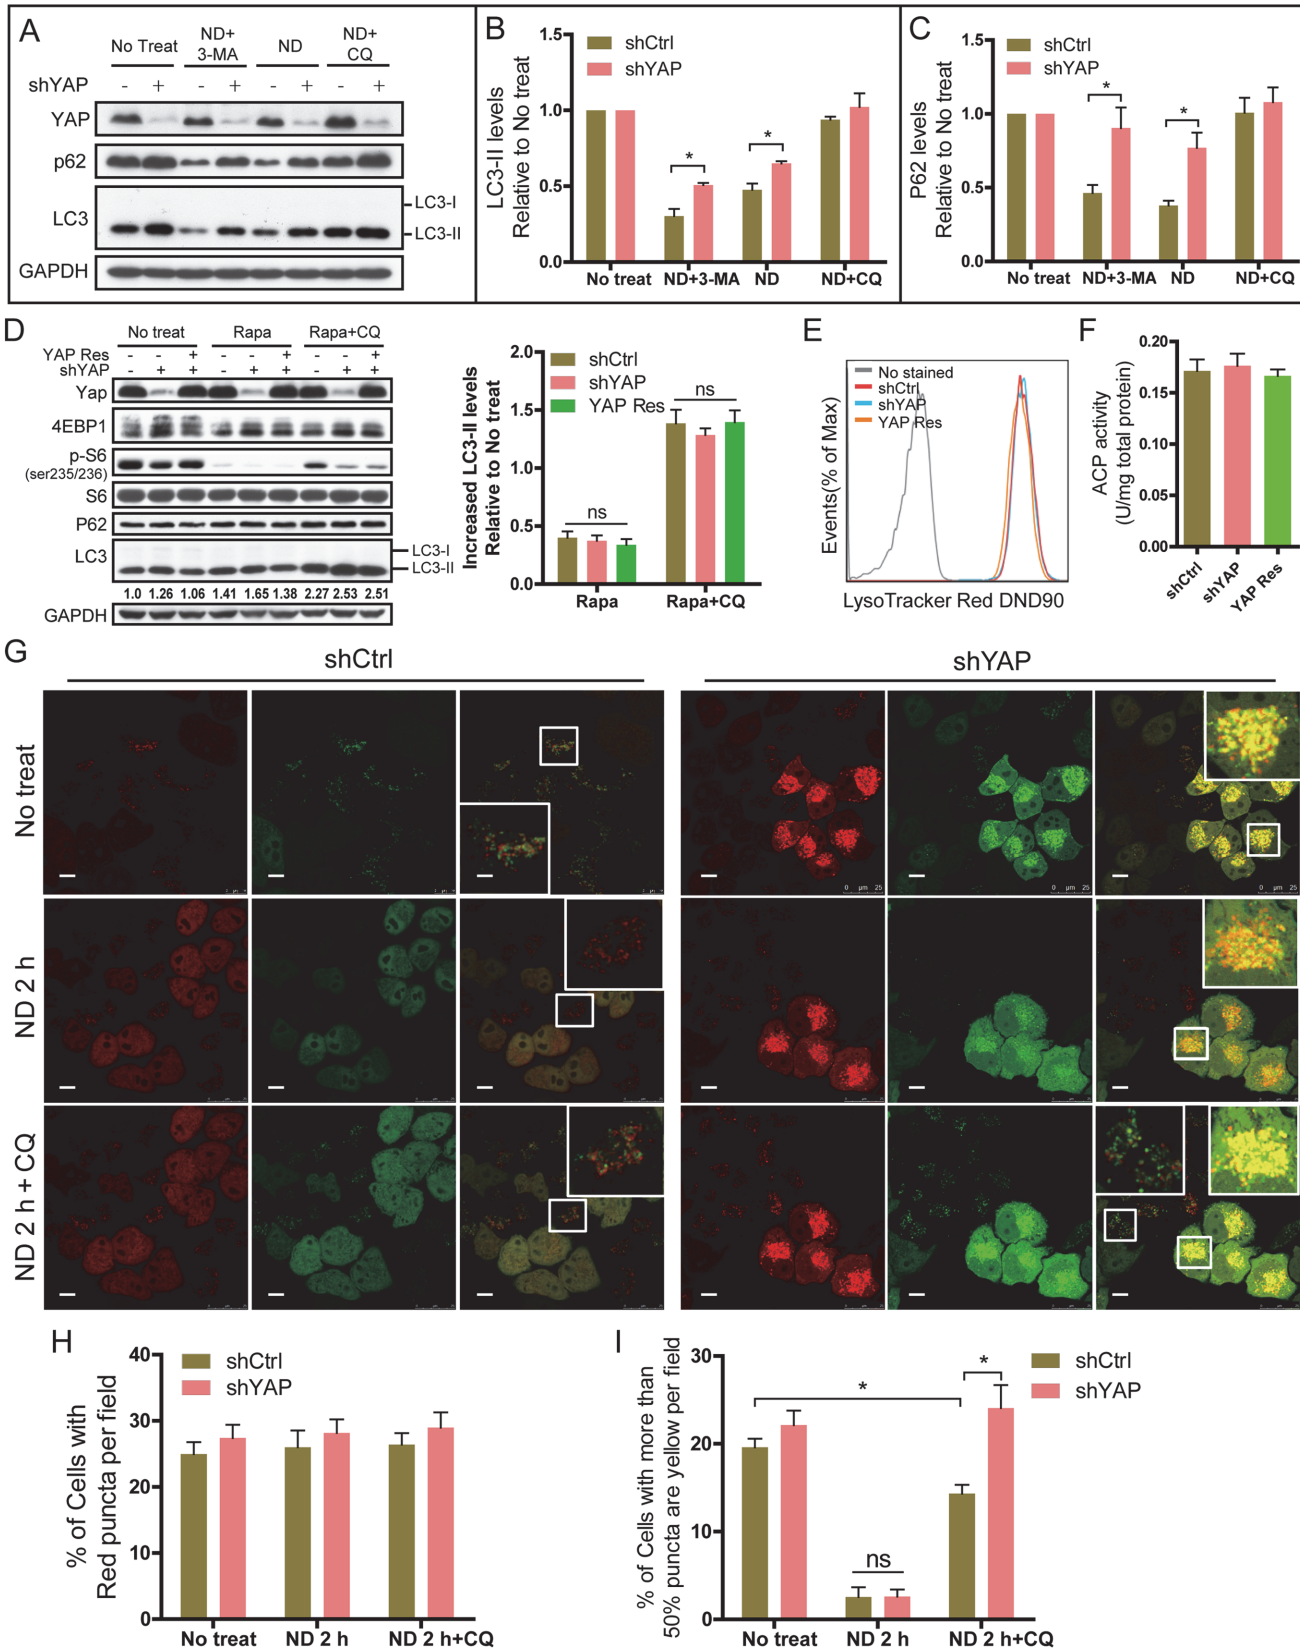 A
No Treat
ND+
3-MA
ND
ND+
CQ
shYAP - + - + - + - +
YAP
p62
LC3
LC3-I
LC3-II
GAPDH
B
LC3-II levels
Relative to No treat
1.5
1.0
0.5
0.0
shCtrl
shYAP
*
*
No treat ND+3-MA ND ND+CQ
C
P62 levels
Relative to No treat
1.5
1.0
0.5
0.0
shCtrl
shYAP
*
*
No treat ND+3-MA ND ND+CQ
D
No treat Rapa Rapa+CQ
YAP Res - - + - - + - - +
shYAP - + + - + + - + +
Yap
4EBP1
p-S6
(ser235/236)
S6
P62
LC3
LC3-I
LC3-II
1.0 1.26 1.06 1.41 1.65 1.38 2.27 2.53 2.51
GAPDH
Increased LC3-II levels
Relative to No treat
2.0
1.5
1.0
0.5
0.0
shCtrl
shYAP
YAP Res
ns
ns
Rapa Rapa+CQ
E
Events(% of Max)
No stained
shCtrl
shYAP
YAP Res
LysoTracker Red DND90
F
ACP activity
(U/mg total protein)
0.20
0.15
0.10
0.05
0.00
shCtrl
shYAP
YAP Res
G
shCtrl
shYAP
No treat
0 µm 25
0 µm 25
ND 2 h
ND 2 h + CQ
H
% of Cells with
Red puncta per field
40
30
20
10
0
shCtrl
shYAP
No treat ND 2 h ND 2 h+CQ
I
% of Cells with more than
50% puncta are yellow per field
30
20
10
0
*
ns
*
shCtrl
shYAP
No treat ND 2 h ND 2 h+CQ